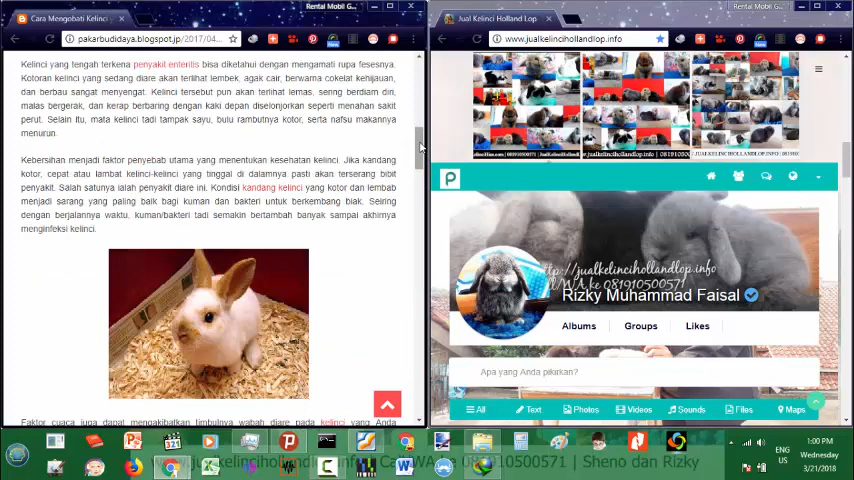 Rental Mobil G...
Cara Mengobati Kelinci
pakarbudidaya.blogspot.jp/2017/04...
Kelinci yang tengah terkena penyakit enteritis bisa diketahui dengan mengamati rupa fesesnya.
Kotoran kelinci yang sedang diare akan terlihat lembek, agak cair, berwarna cokelat kehijauan,
dan berbau sangat menyengat. Kelinci tersebut pun akan terlihat lemas, sering berdiam diri,
malas bergerak, dan kerap berbaring dengan kaki depan diselonjorkan seperti menahan sakit
perut. Selain itu, mata kelinci tadi tampak sayu, bulu rambutnya kotor, serta nafsu makannya
menurun.
Kebersihan menjadi faktor penyebab utama yang menentukan kesehatan kelinci. Jika kandang
kotor, cepat atau lambat kelinci-kelinci yang tinggal di dalamnya pasti akan terserang bibit
penyakit. Salah satunya ialah penyakit diare ini. Kondisi kandang kelinci yang kotor dan lembab
menjadi sarang yang paling baik bagi kuman dan bakteri untuk berkembang biak. Seiring
dengan berjalannya waktu, kuman/bakteri tadi semakin bertambah banyak sampai akhirnya
menginfeksi kelinci.
Faktor cuaca juga dapat mengakibatkan timbulnya wabah diare pada kelinci yang Anda
Rental Mobil G...
Jual Kelinci Holland Lop
www.jualkelincihollandlop.info
http://jualkelincihollandlop.info
/WA ke 081910500571
Rizky Muhammad Faisal
Albums Groups Likes
Apa yang Anda pikirkan?
All Text Photos Videos Sounds Files Maps
ENG
US
1:00 PM
Wednesday
3/21/2018
081910500571 | Sheno dan Rizky